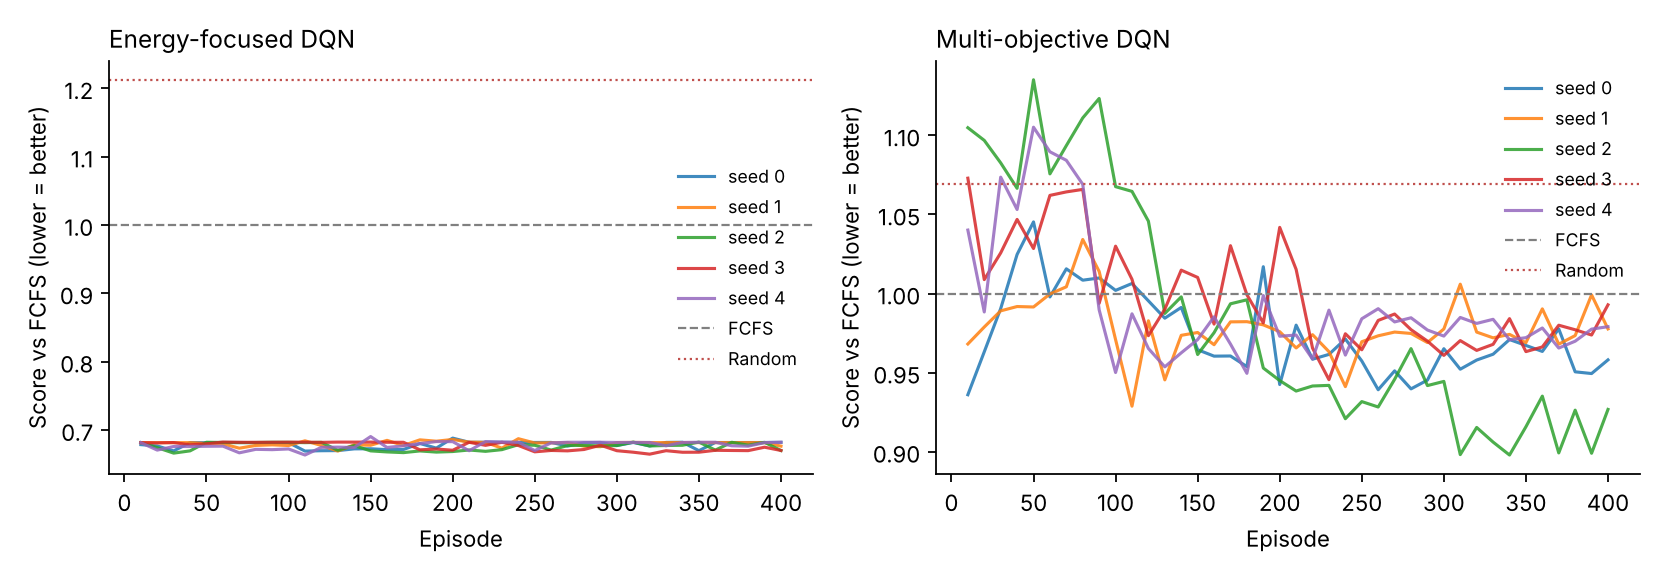 Energy-focused DQN
Score vs FCFS (lower = better)
1.2
1.1
1.0
0.9
0.8
0.7
0 50 100 150 200 250 300 350 400
Episode
seed 0
seed 1
seed 2
seed 3
seed 4
FCFS
Random
Multi-objective DQN
Score vs FCFS (lower = better)
1.10
1.05
1.00
0.95
0.90
0 50 100 150 200 250 300 350 400
Episode
seed 0
seed 1
seed 2
seed 3
seed 4
FCFS
Random